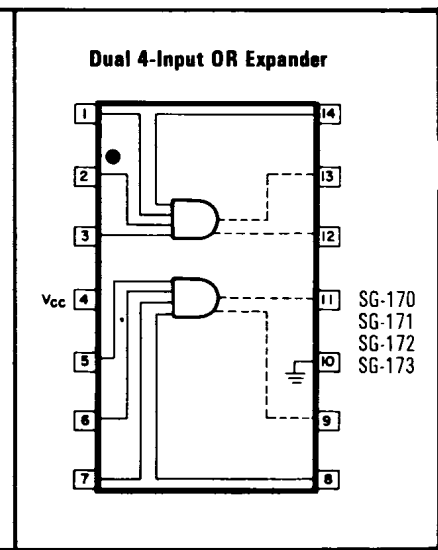 Dual 4-Input OR Expander
1 14
2 13
3 12
Vcc 4 11 SG-170
SG-171
SG-172
5 10 SG-173
6 9
7 8